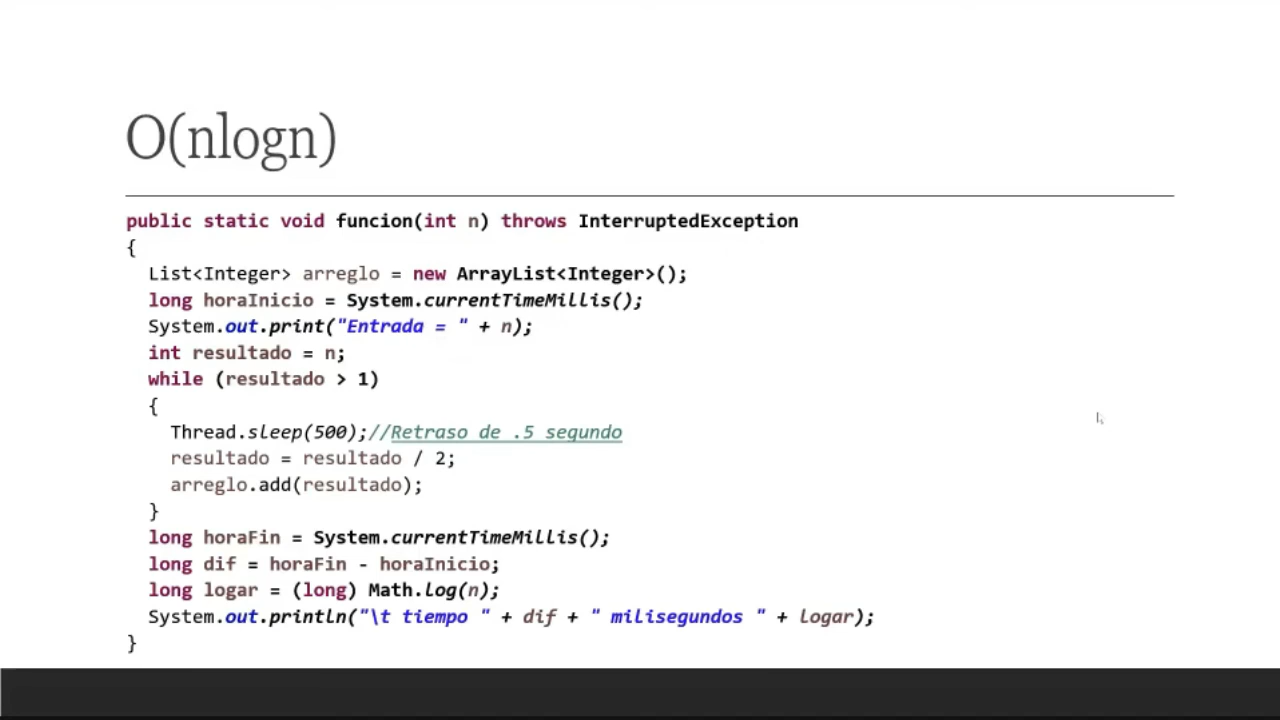 O(nlogn)
public static void funcion(int n) throws InterruptedException
{
List<Integer> arreglo = new ArrayList<Integer>();
long horaInicio = System.currentTimeMillis();
System.out.print("Entrada = " + n);
int resultado = n;
while (resultado > 1)
{
Thread.sleep(500);//Retraso de .5 segundo
resultado = resultado / 2;
arreglo.add(resultado);
}
long horaFin = System.currentTimeMillis();
long dif = horaFin - horaInicio;
long logar = (long) Math.log(n);
System.out.println("\t tiempo " + dif + " milisegundos " + logar);
}